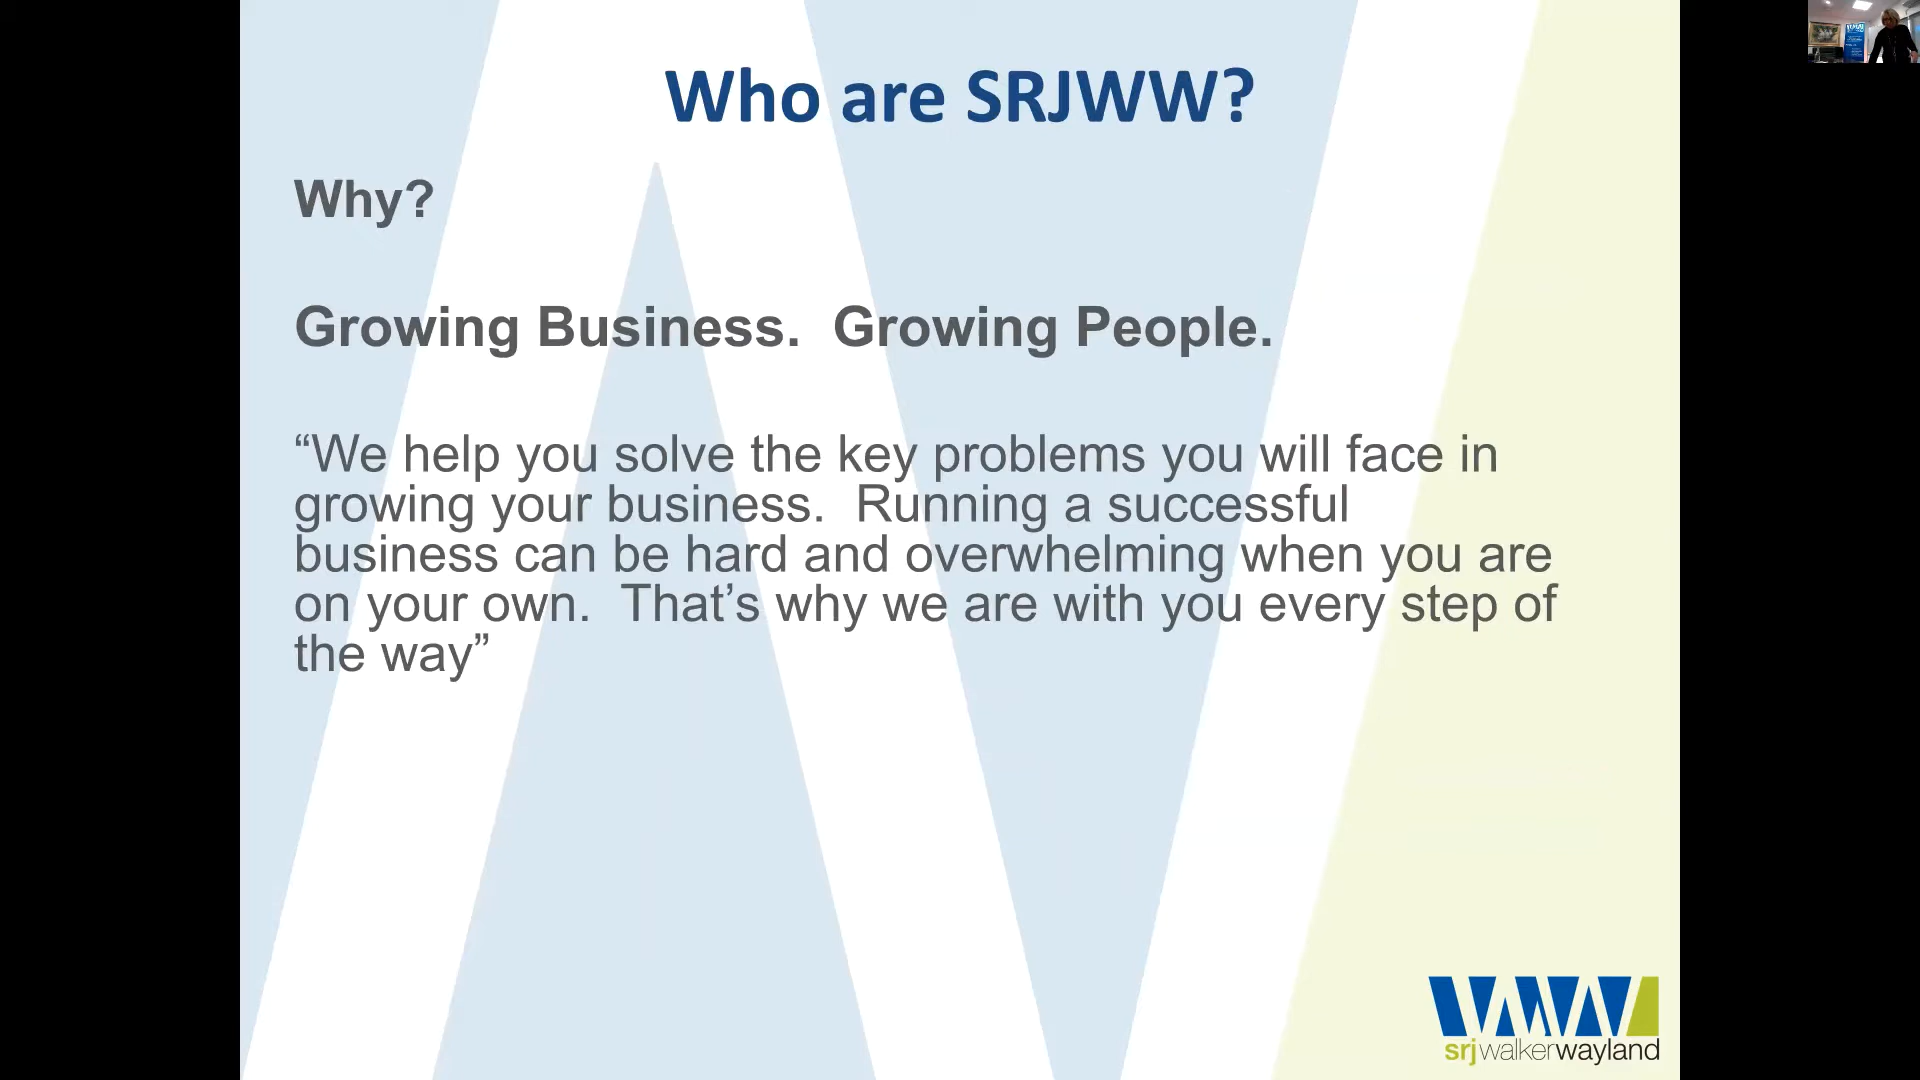 Who are SRJWW?
Why?
Growing Business.  Growing People.
“We help you solve the key problems you will face in
growing your business.  Running a successful
business can be hard and overwhelming when you are
on your own.  That’s why we are with you every step of
the way”
srjwalkerwayland